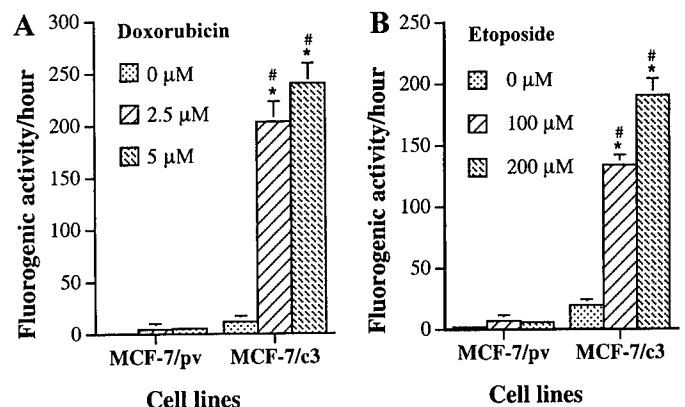 A
Doxorubicin
0 μM
2.5 μM
5 μM
Fluorogenic activity/hour
300
250
200
150
100
50
0
#
*
#
*
MCF-7/pv MCF-7/c3
Cell lines
B
Etoposide
0 μM
100 μM
200 μM
Fluorogenic activity/hour
250
200
150
100
50
0
#
*
#
*
MCF-7/pv MCF-7/c3
Cell lines